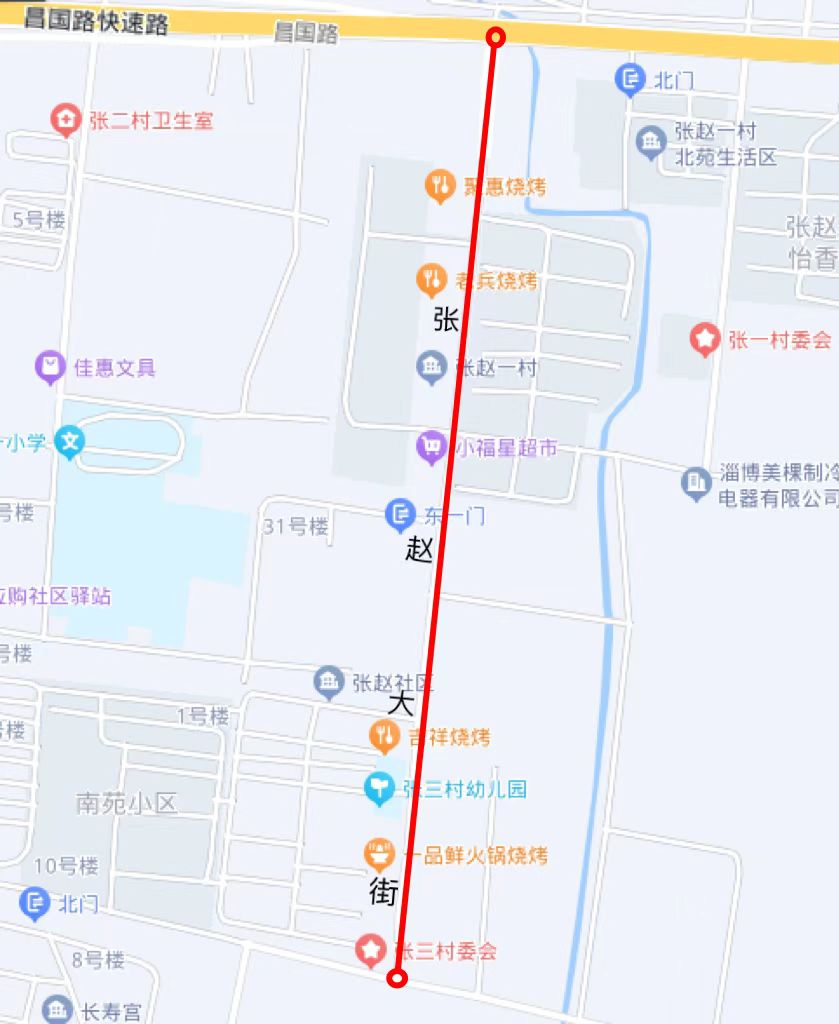 昌国路快速路
昌国路
北门
张二村卫生室
张赵一村
北苑生活区
聚惠烧烤
5号楼
张赵
怡香
老兵烧烤
张
张一村委会
佳惠文具
张赵一村
小学
小福星超市
淄博美棵制冷
电器有限公司
号楼
31号楼
东一门
赵
购社区驿站
号楼
张赵社区
大
1号楼
号楼
吉祥烧烤
张三村幼儿园
南苑小区
一品鲜火锅烧烤
10号楼
街
北门
张三村委会
8号楼
长寿宫